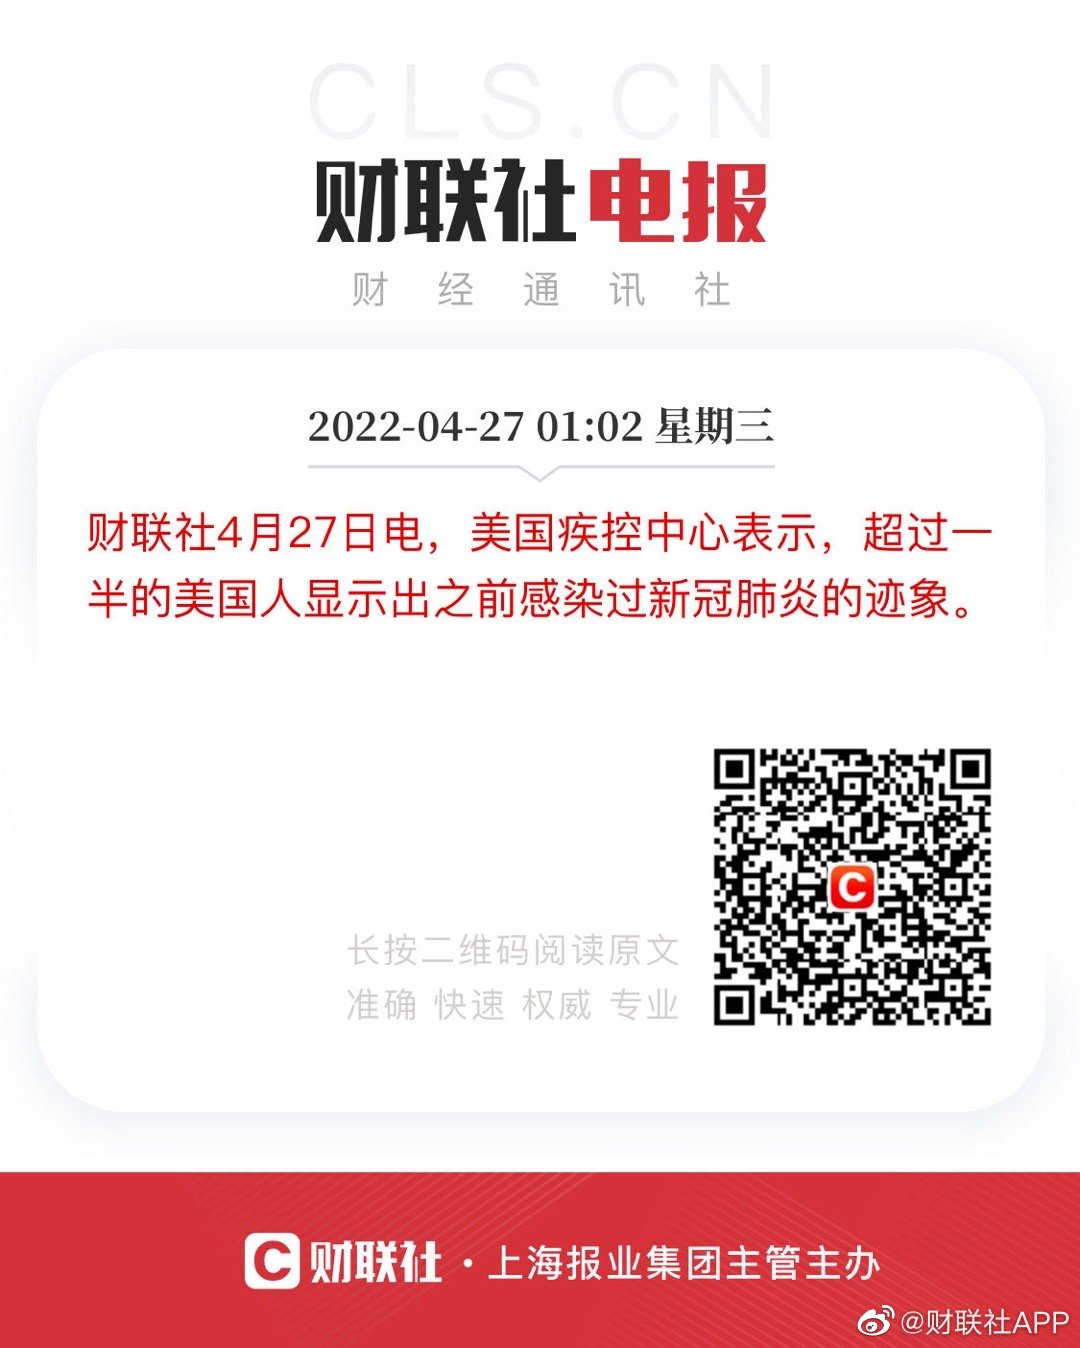 CLS.CN
财联社电报
财经通讯社
2022-04-27 01:02 星期三
财联社4月27日电，美国疾控中心表示，超过一
半的美国人显示出之前感染过新冠肺炎的迹象。
长按二维码阅读原文
准确 快速 权威 专业
C 财联社·上海报业集团主管主办
@财联社APP